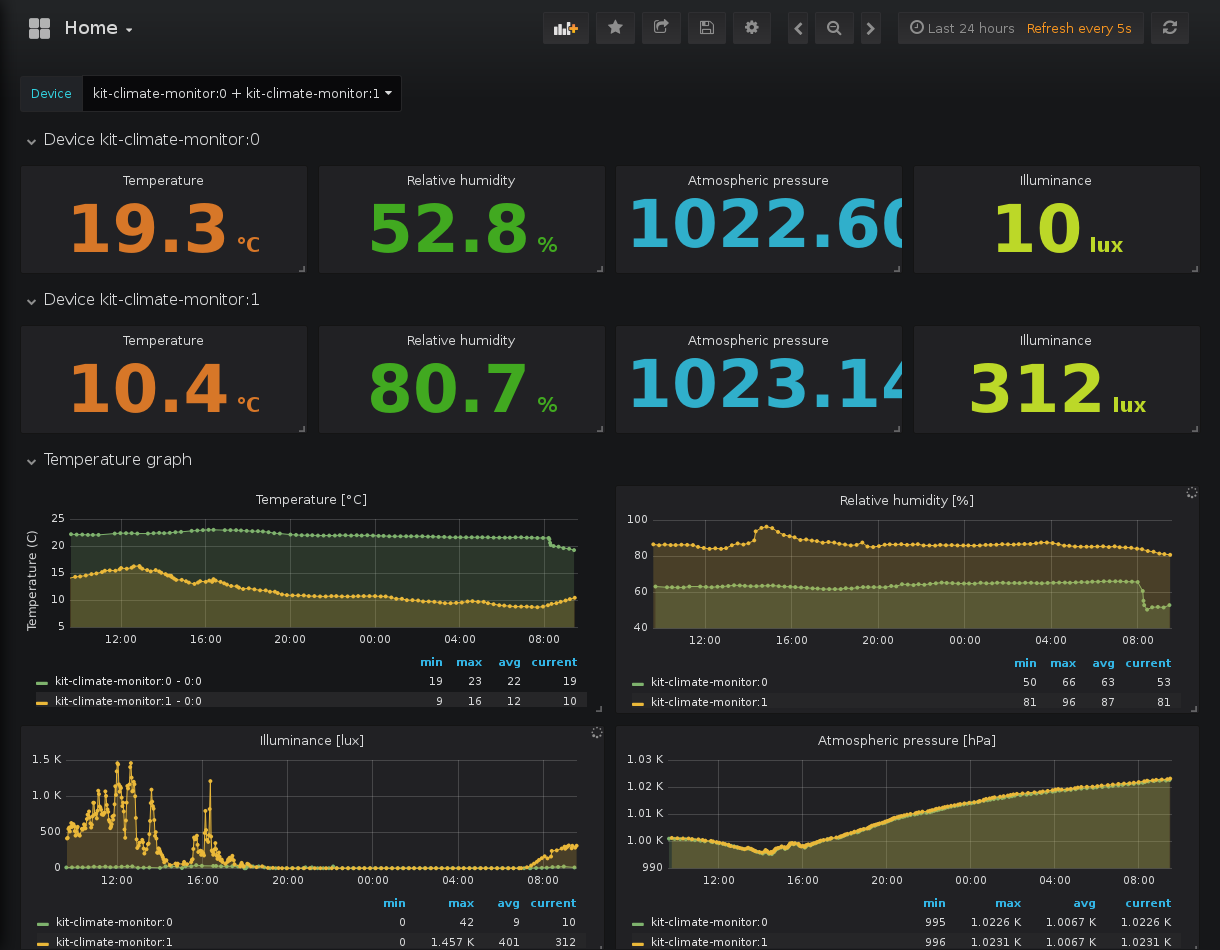 Home
Last 24 hours Refresh every 5s
Device kit-climate-monitor:0 + kit-climate-monitor:1
Device kit-climate-monitor:0
Temperature Relative humidity Atmospheric pressure Illuminance
19.3 °C 52.8 % 1022.60 10 lux
Device kit-climate-monitor:1
Temperature Relative humidity Atmospheric pressure Illuminance
10.4 °C 80.7 % 1023.14 312 lux
Temperature graph
Temperature [°C]
Temperature (C)
25
20
15
10
5
12:00 16:00 20:00 00:00 04:00 08:00
min max avg current
kit-climate-monitor:0 - 0:0 19 23 22 19
kit-climate-monitor:1 - 0:0 9 16 12 10
Relative humidity [%]
100
80
60
40
12:00 16:00 20:00 00:00 04:00 08:00
min max avg current
kit-climate-monitor:0 50 66 63 53
kit-climate-monitor:1 81 96 87 81
Illuminance [lux]
1.5 K
1.0 K
500
0
12:00 16:00 20:00 00:00 04:00 08:00
min max avg current
kit-climate-monitor:0 0 42 9 10
kit-climate-monitor:1 0 1.457 K 401 312
Atmospheric pressure [hPa]
1.03 K
1.02 K
1.01 K
1.00 K
990
12:00 16:00 20:00 00:00 04:00 08:00
min max avg current
kit-climate-monitor:0 995 1.0226 K 1.0067 K 1.0226 K
kit-climate-monitor:1 996 1.0231 K 1.0067 K 1.0231 K